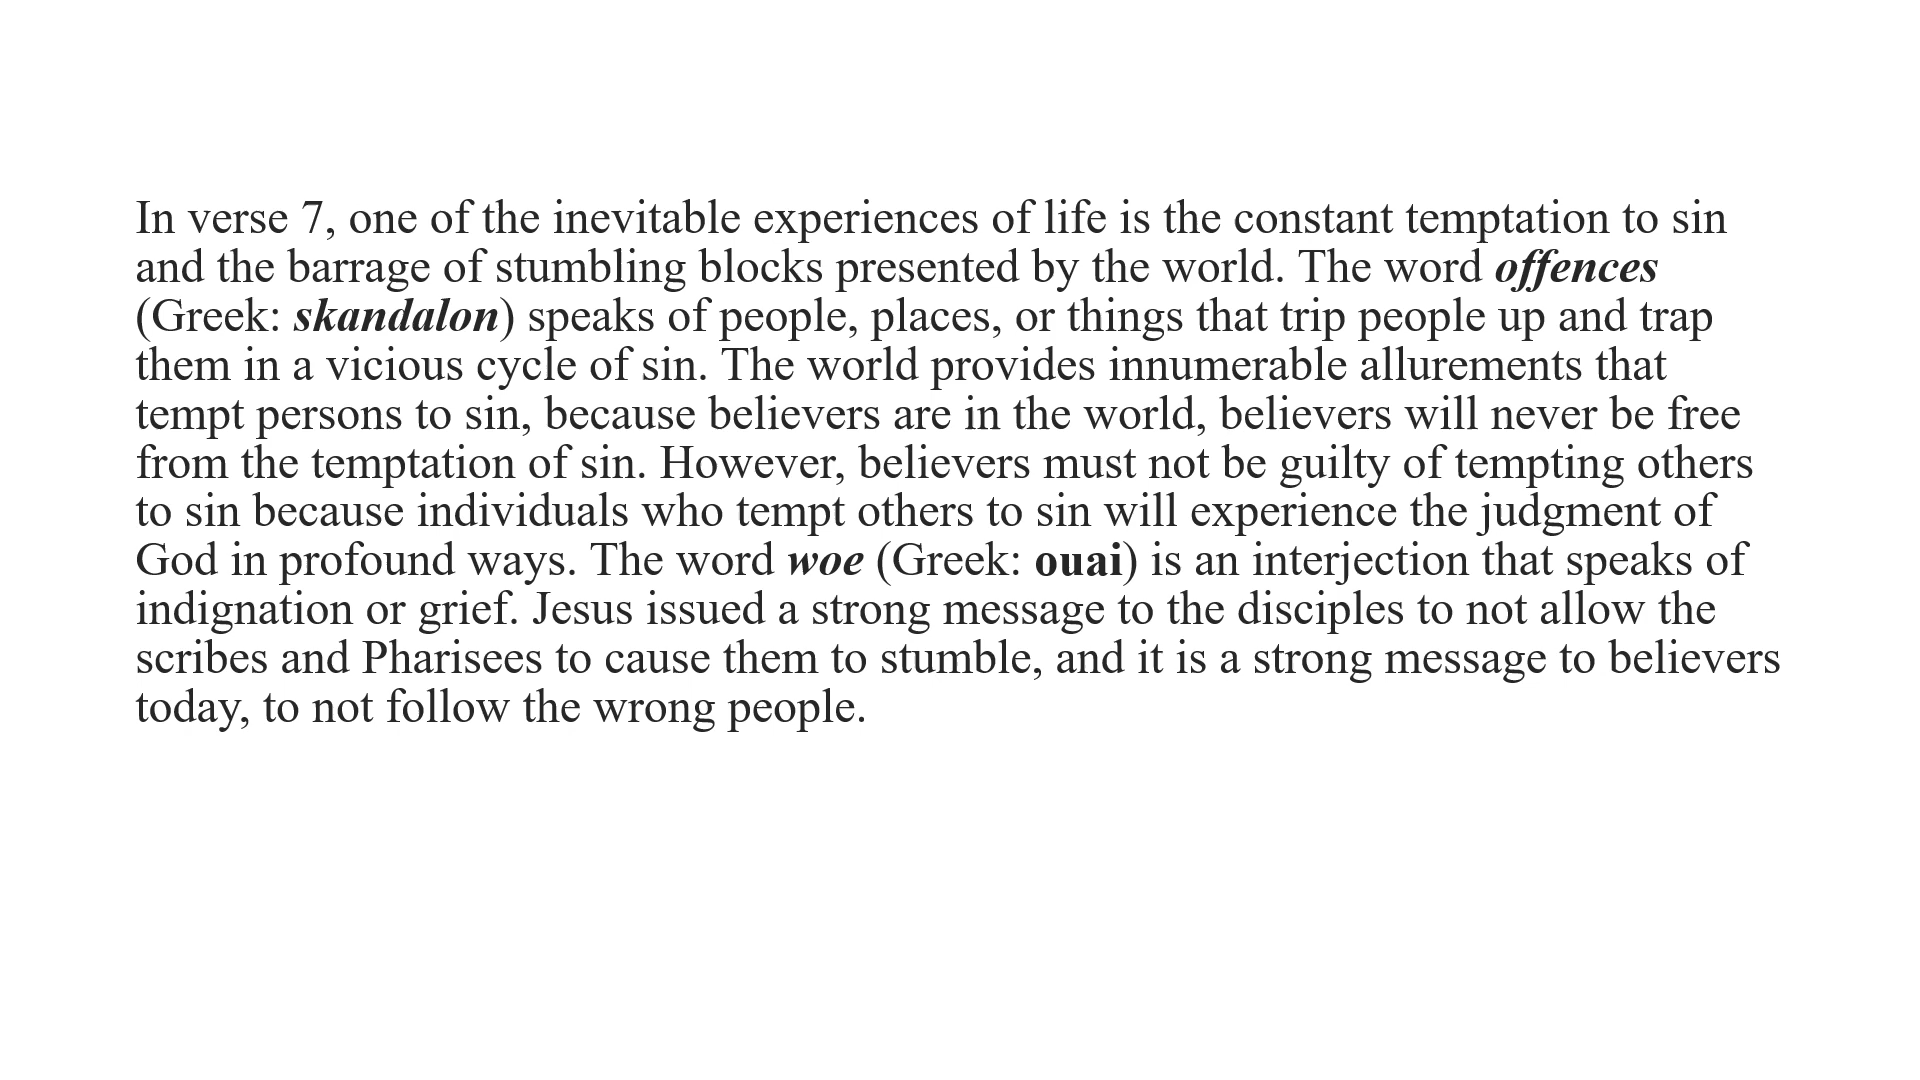 In verse 7, one of the inevitable experiences of life is the constant temptation to sin
and the barrage of stumbling blocks presented by the world. The word offences
(Greek: skandalon) speaks of people, places, or things that trip people up and trap
them in a vicious cycle of sin. The world provides innumerable allurements that
tempt persons to sin, because believers are in the world, believers will never be free
from the temptation of sin. However, believers must not be guilty of tempting others
to sin because individuals who tempt others to sin will experience the judgment of
God in profound ways. The word woe (Greek: ouai) is an interjection that speaks of
indignation or grief. Jesus issued a strong message to the disciples to not allow the
scribes and Pharisees to cause them to stumble, and it is a strong message to believers
today, to not follow the wrong people.